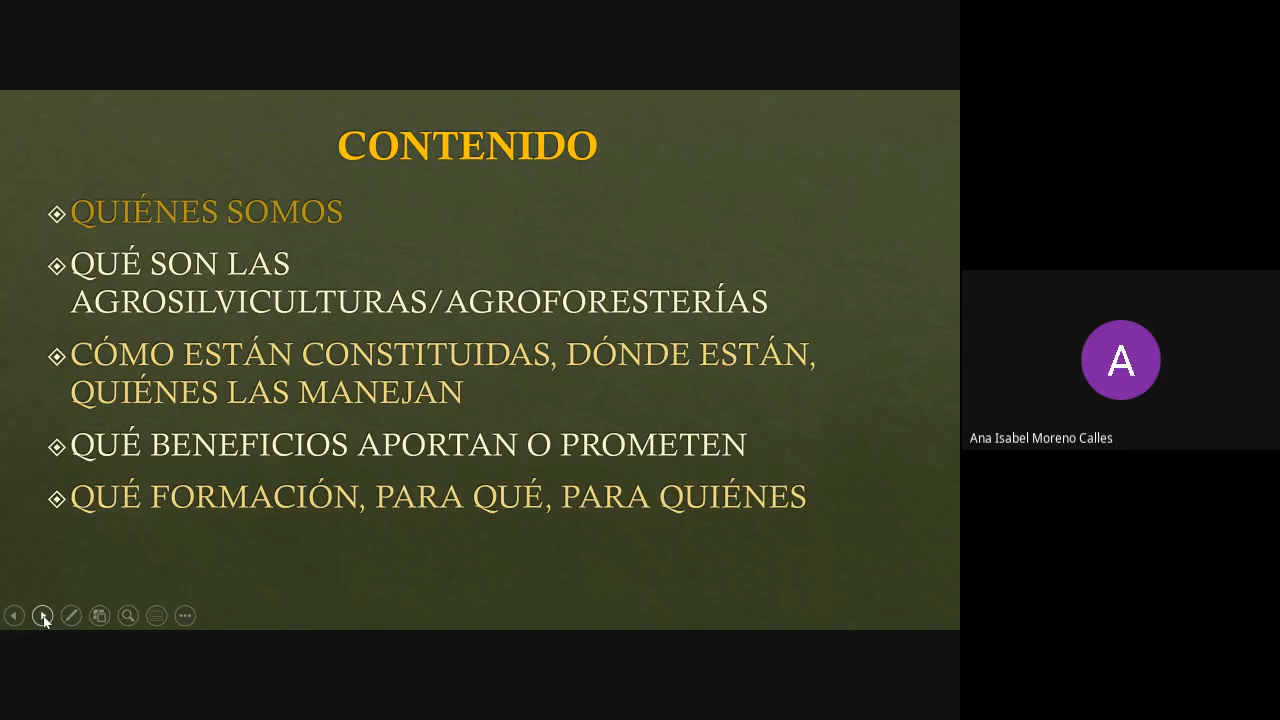 CONTENIDO
QUIÉNES SOMOS
QUÉ SON LAS
AGROSILVICULTURAS/AGROFORESTERÍAS
CÓMO ESTÁN CONSTITUIDAS, DÓNDE ESTÁN,
QUIÉNES LAS MANEJAN
QUÉ BENEFICIOS APORTAN O PROMETEN
QUÉ FORMACIÓN, PARA QUÉ, PARA QUIÉNES
A
Ana Isabel Moreno Calles